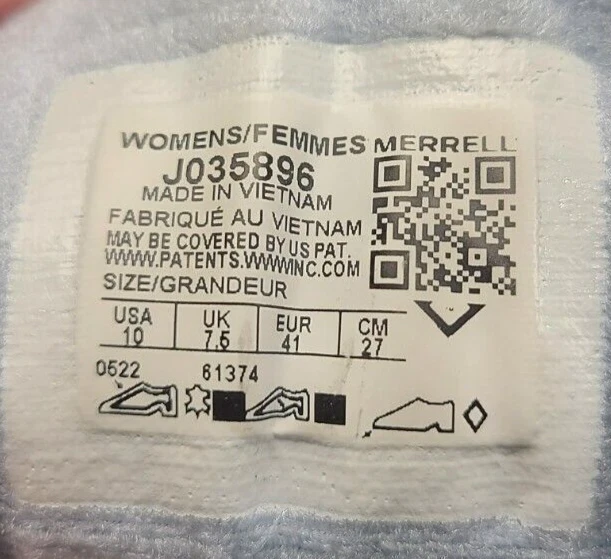 WOMENS/FEMMES MERRELL
J035896
MADE IN VIETNAM
FABRIQUÉ AU VIETNAM
MAY BE COVERED BY US PAT.
WWW.PATENTS.WWWINC.COM
SIZE/GRANDEUR
USA UK EUR CM
10 7.5 41 27
0522 61374